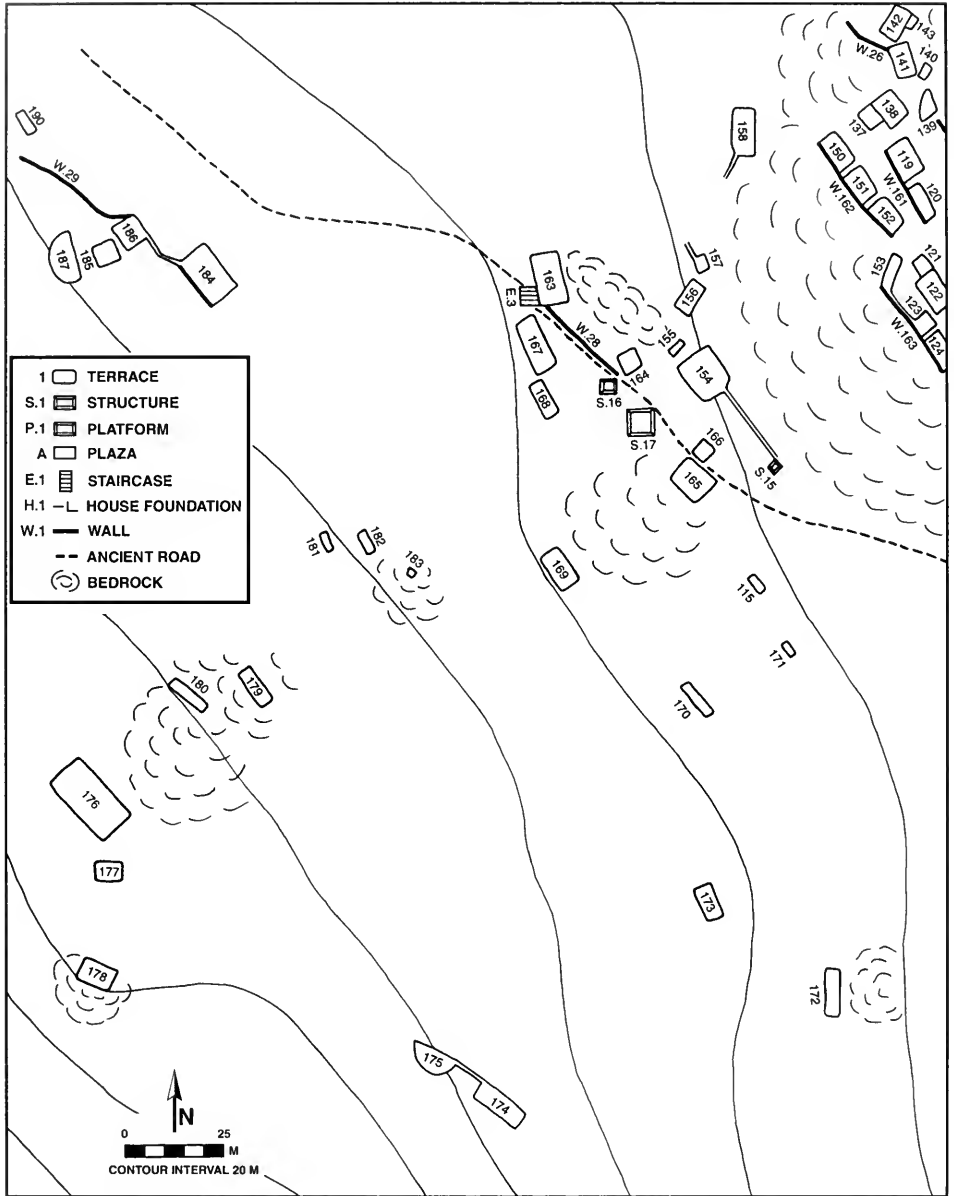 142
143
W.26
141
140
190
138
137
139
158
150
119
W.29
151
W.161
120
W.162
152
186
187
185
184
157
121
163
153
122
E.3
156
123
W.28
124
167
155
W.163
164
154
168
S.16
S.17
166
165
S.15
1 TERRACE
S.1 STRUCTURE
P.1 PLATFORM
A PLAZA
E.1 STAIRCASE
H.1 HOUSE FOUNDATION
W.1 WALL
ANCIENT ROAD
BEDROCK
181
182
183
169
115
171
180
179
170
176
177
173
178
172
175
174
N
0 25
M
CONTOUR INTERVAL 20 M